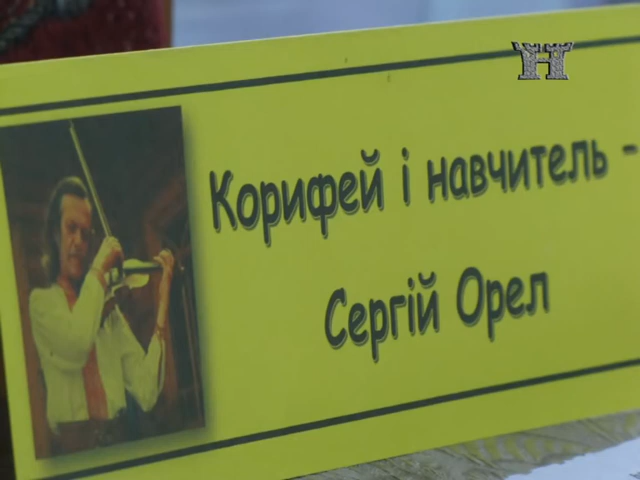 Н
Корифей і навчитель –
Сергій Орел